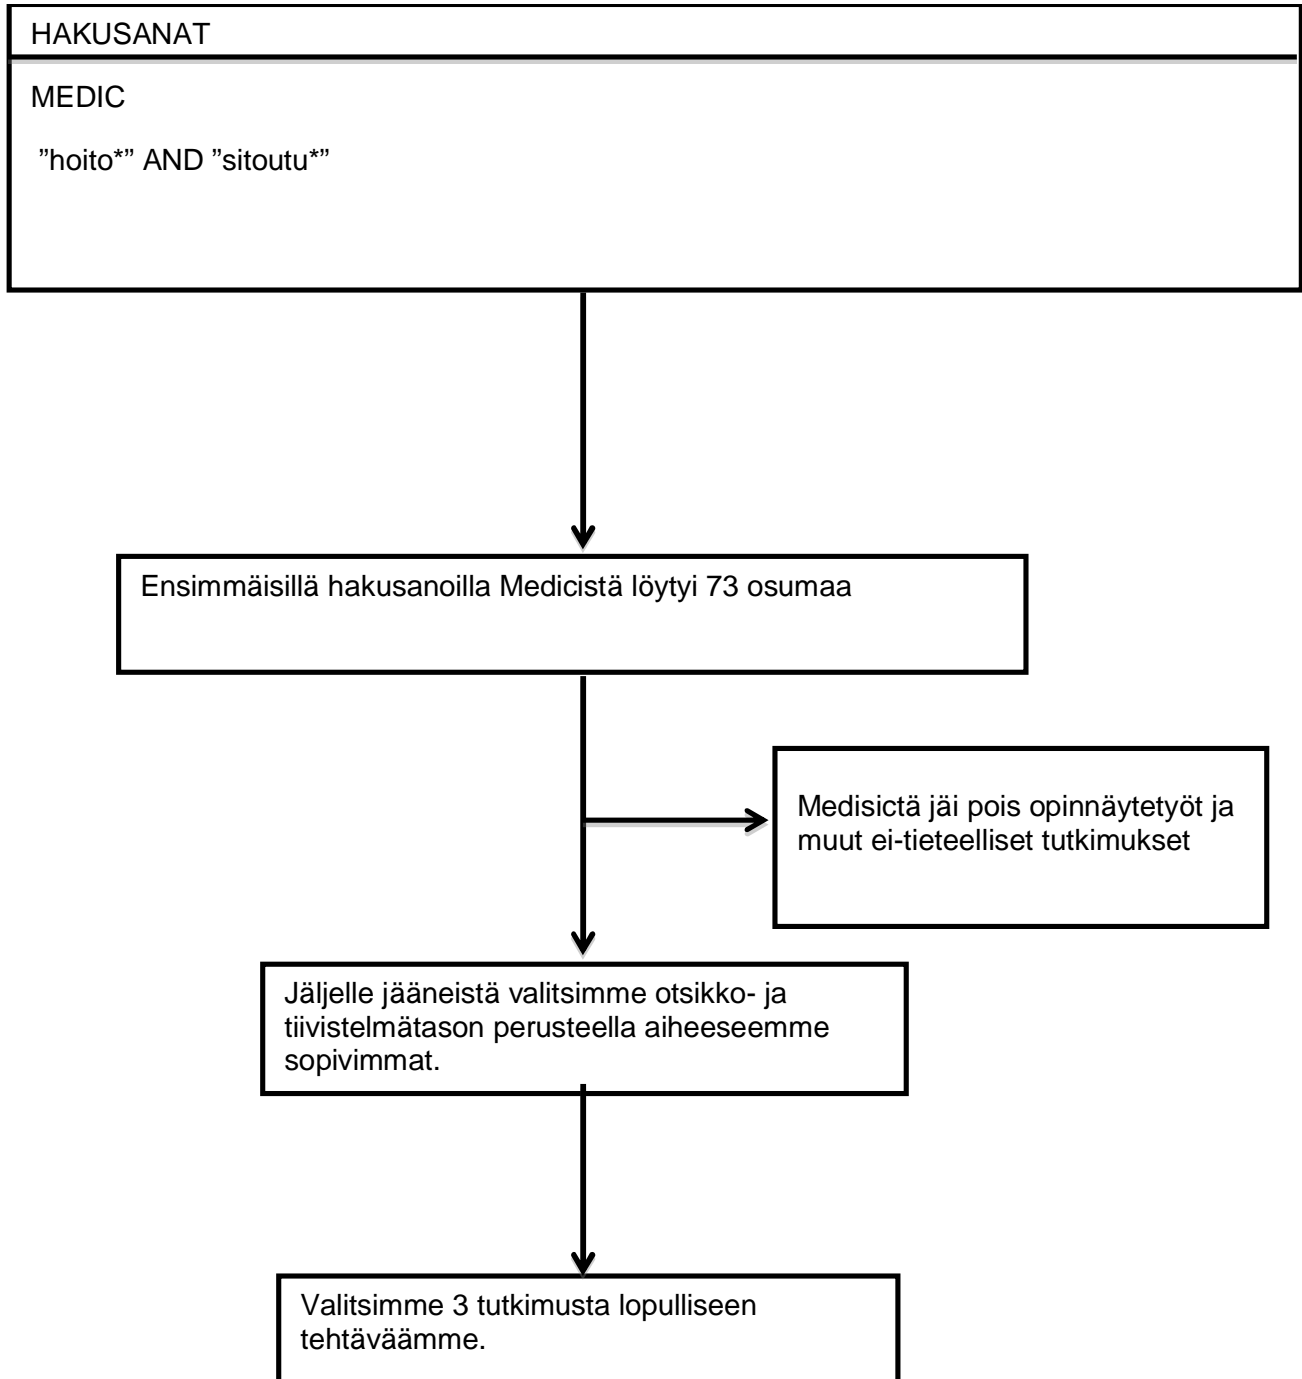 HAKUSANAT
MEDIC
”hoito*” AND ”sitoutu*”
Ensimmäisillä hakusanoilla Medicistä löytyi 73 osumaa
Medisictä jäi pois opinnäytetyöt ja
muut ei-tieteelliset tutkimukset
Jäljelle jääneistä valitsimme otsikko- ja
tiivistelmätason perusteella aiheeseemme
sopivimmat.
Valitsimme 3 tutkimusta lopulliseen
tehtäväämme.